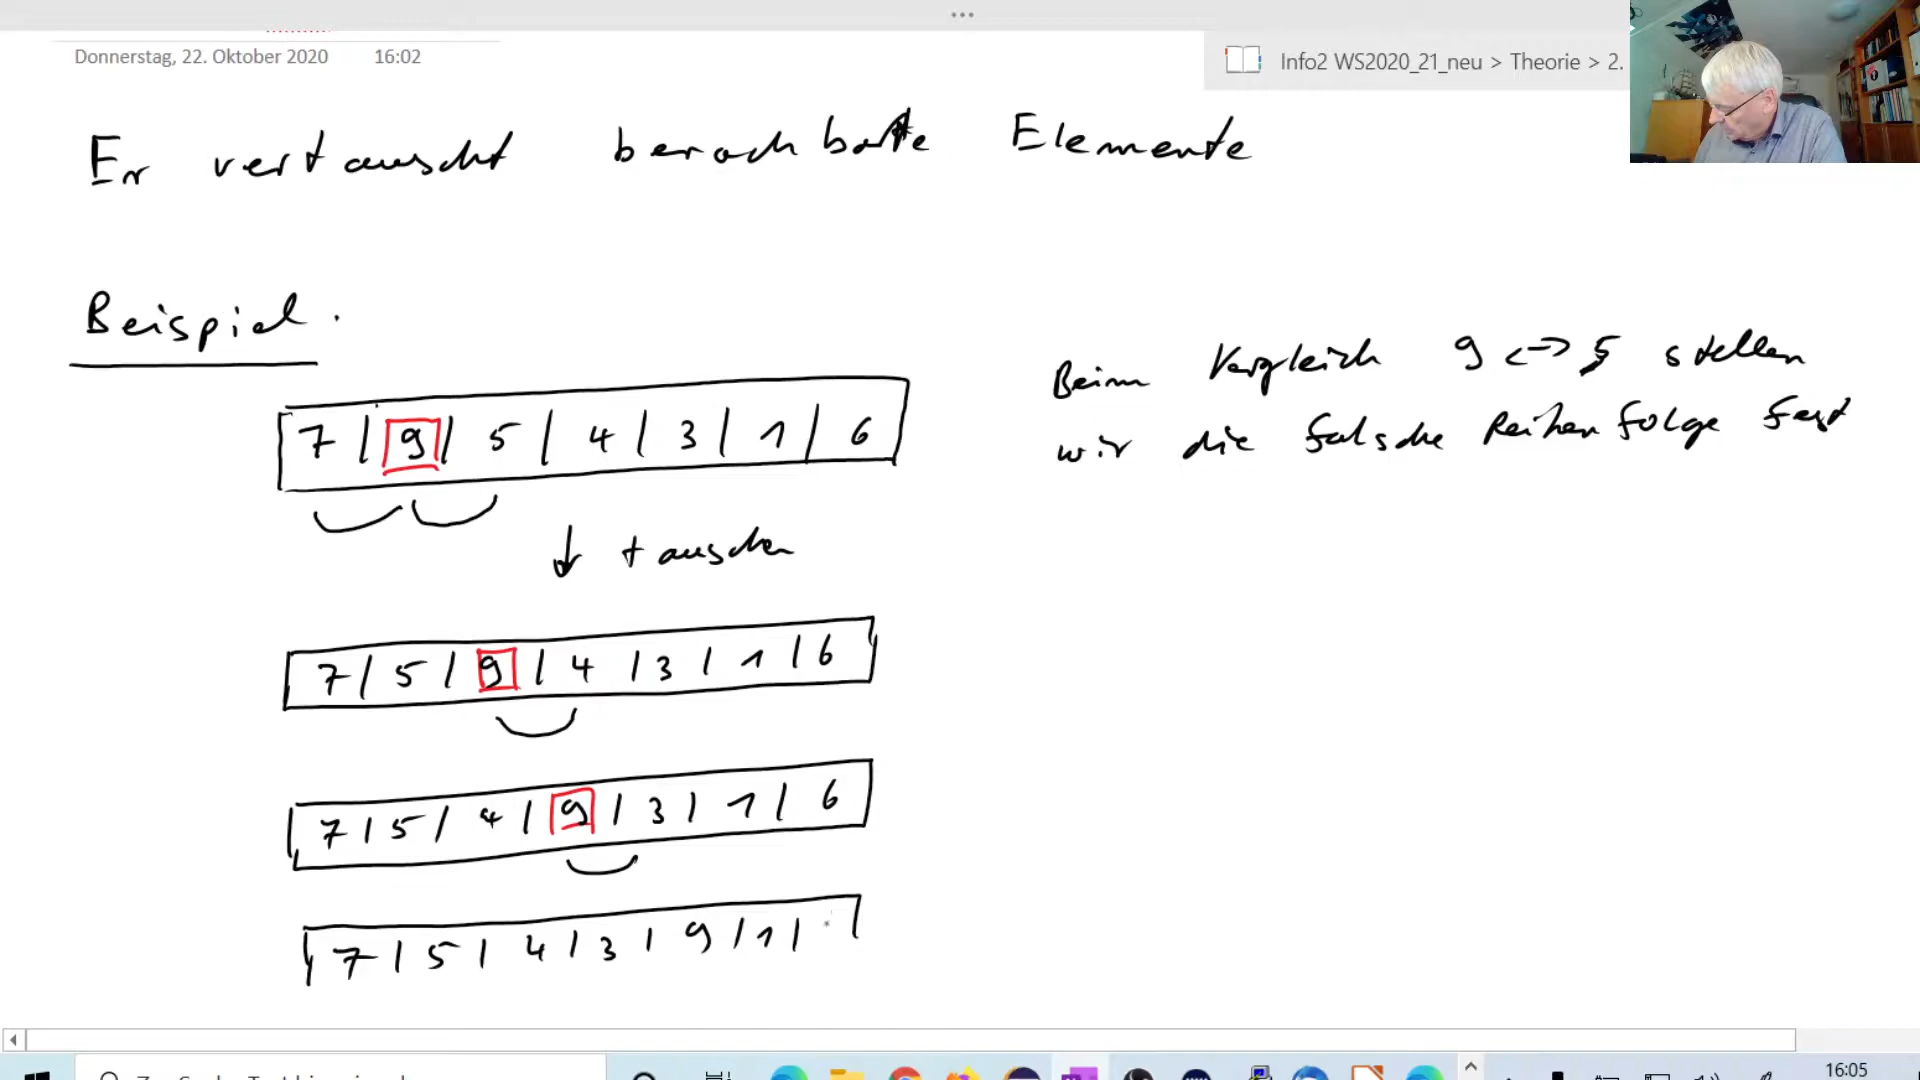 Donnerstag, 22. Oktober 2020 16:02
Info2 WS2020_21_neu > Theorie > 2.
Er vertauscht benachbarte Elemente
Beispiel.
7 | 9 | 5 | 4 | 3 | 1 | 6
Beim Vergleich 9 <-> 5 stellen
wir die falsche Reihenfolge fest
↓ tauschen
7 | 5 | 9 | 4 | 3 | 1 | 6
7 | 5 | 4 | 9 | 3 | 1 | 6
7 | 5 | 4 | 3 | 9 | 1 |
16:05